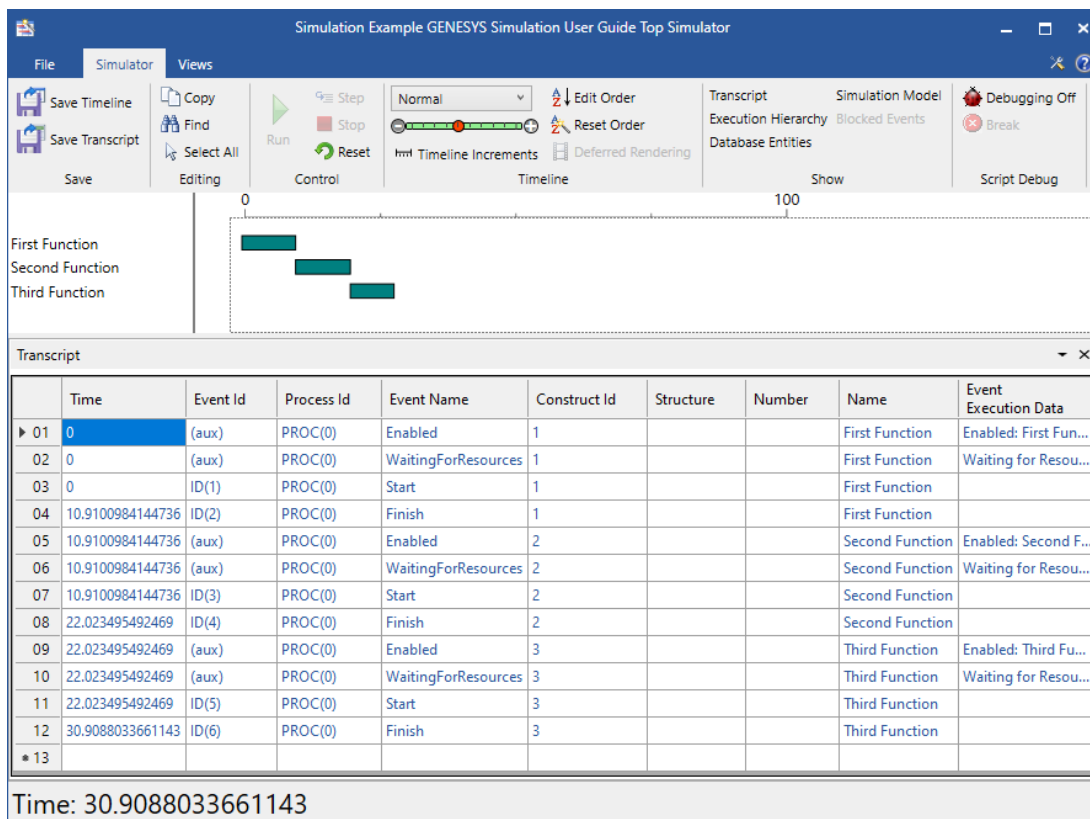 Simulation Example GENESYS Simulation User Guide Top Simulator
File Simulator Views
Save Timeline Copy Step Normal Edit Order Transcript Simulation Model Debugging Off
Save Transcript Find Run Stop Reset Order Execution Hierarchy Blocked Events Break
Select All Reset Timeline Increments Deferred Rendering Database Entities
Save Editing Control Timeline Show Script Debug
0 100
First Function
Second Function
Third Function
Transcript
Time Event Id Process Id Event Name Construct Id Structure Number Name Event Execution Data
01 0 (aux) PROC(0) Enabled 1 First Function Enabled: First Fun...
02 0 (aux) PROC(0) WaitingForResources 1 First Function Waiting for Resou...
03 0 ID(1) PROC(0) Start 1 First Function
04 10.9100984144736 ID(2) PROC(0) Finish 1 First Function
05 10.9100984144736 (aux) PROC(0) Enabled 2 Second Function Enabled: Second F...
06 10.9100984144736 (aux) PROC(0) WaitingForResources 2 Second Function Waiting for Resou...
07 10.9100984144736 ID(3) PROC(0) Start 2 Second Function
08 22.023495492469 ID(4) PROC(0) Finish 2 Second Function
09 22.023495492469 (aux) PROC(0) Enabled 3 Third Function Enabled: Third Fu...
10 22.023495492469 (aux) PROC(0) WaitingForResources 3 Third Function Waiting for Resou...
11 22.023495492469 ID(5) PROC(0) Start 3 Third Function
12 30.9088033661143 ID(6) PROC(0) Finish 3 Third Function
* 13
Time: 30.9088033661143